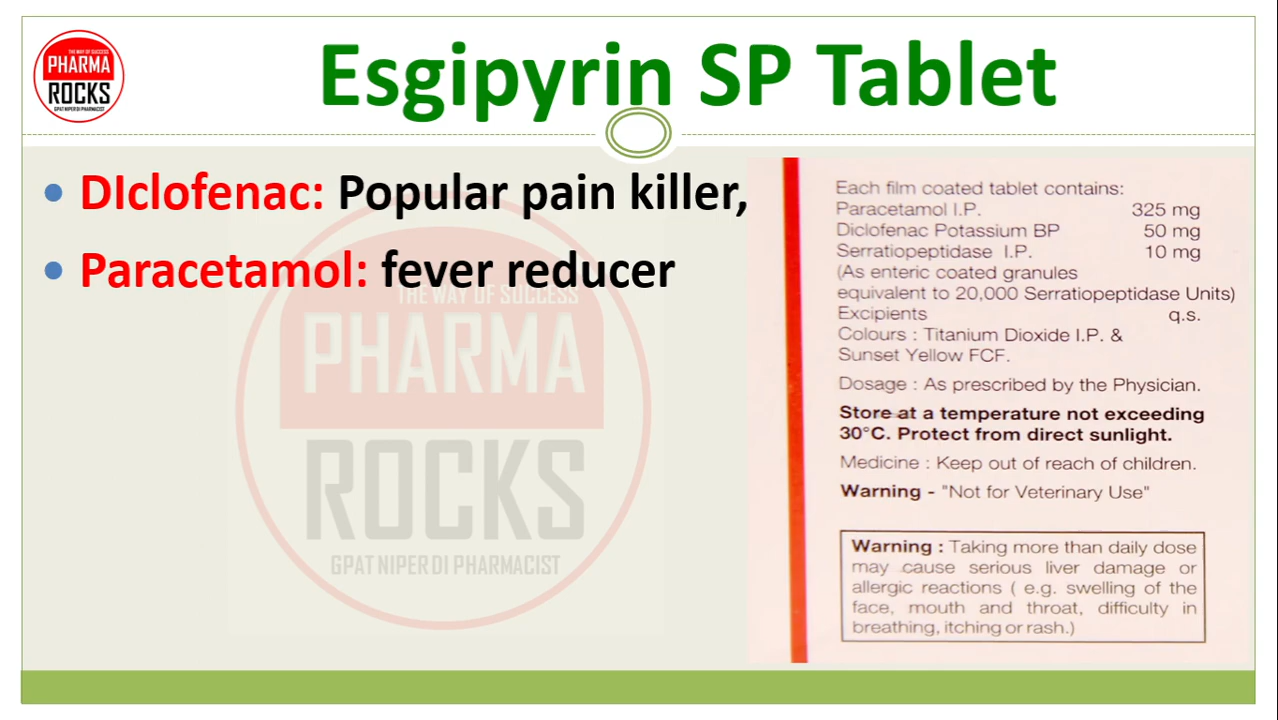 THE WAY OF SUCCESS
PHARMA
ROCKS
GPAT NIPER DI PHARMACIST
Esgipyrin SP Tablet
• DIclofenac: Popular pain killer,
• Paracetamol: fever reducer
THE WAY OF SUCCESS
PHARMA
ROCKS
GPAT NIPER DI PHARMACIST
Each film coated tablet contains:
Paracetamol I.P. 325 mg
Diclofenac Potassium BP 50 mg
Serratiopeptidase I.P. 10 mg
(As enteric coated granules
equivalent to 20,000 Serratiopeptidase Units)
Excipients q.s.
Colours : Titanium Dioxide I.P. &
Sunset Yellow FCF.
Dosage : As prescribed by the Physician.
Store at a temperature not exceeding
30°C. Protect from direct sunlight.
Medicine : Keep out of reach of children.
Warning - "Not for Veterinary Use"
Warning : Taking more than daily dose
may cause serious liver damage or
allergic reactions ( e.g. swelling of the
face, mouth and throat, difficulty in
breathing, itching or rash.)